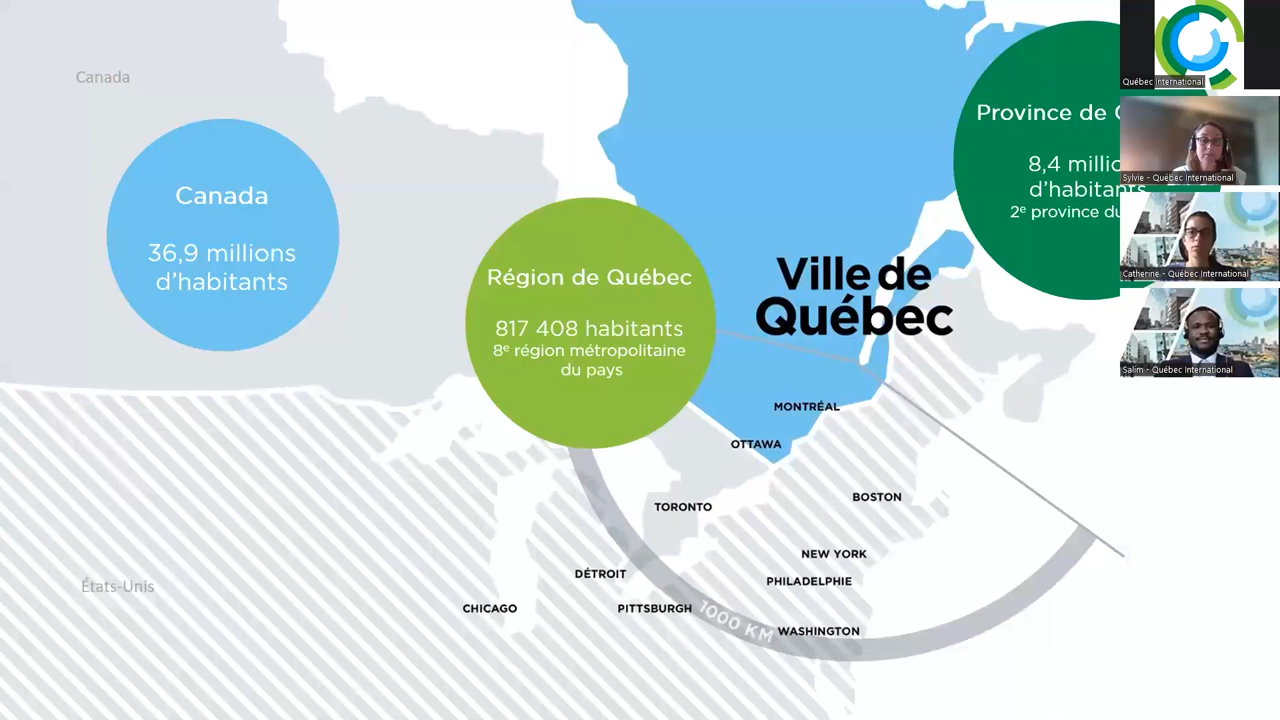 Canada
Canada
36,9 millions
d'habitants
Région de Québec
817 408 habitants
8e région métropolitaine
du pays
Ville de
Québec
Province de
8,4
d'habitants
2e province
MONTRÉAL
OTTAWA
TORONTO
BOSTON
NEW YORK
DÉTROIT
PHILADELPHIE
CHICAGO
PITTSBURGH
1000 KM
WASHINGTON
États-Unis
Québec International
Sylvie - Québec International
Catherine - Québec International
Salim - Québec International